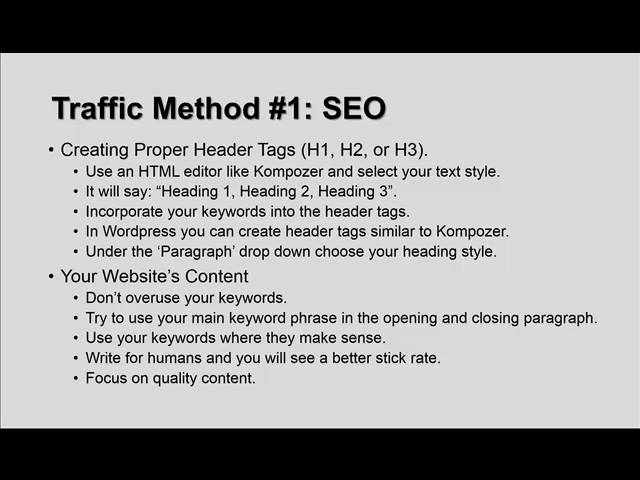 Traffic Method #1: SEO
• Creating Proper Header Tags (H1, H2, or H3).
• Use an HTML editor like Kompozer and select your text style.
• It will say: “Heading 1, Heading 2, Heading 3”.
• Incorporate your keywords into the header tags.
• In Wordpress you can create header tags similar to Kompozer.
• Under the ‘Paragraph’ drop down choose your heading style.
• Your Website’s Content
• Don’t overuse your keywords.
• Try to use your main keyword phrase in the opening and closing paragraph.
• Use your keywords where they make sense.
• Write for humans and you will see a better stick rate.
• Focus on quality content.